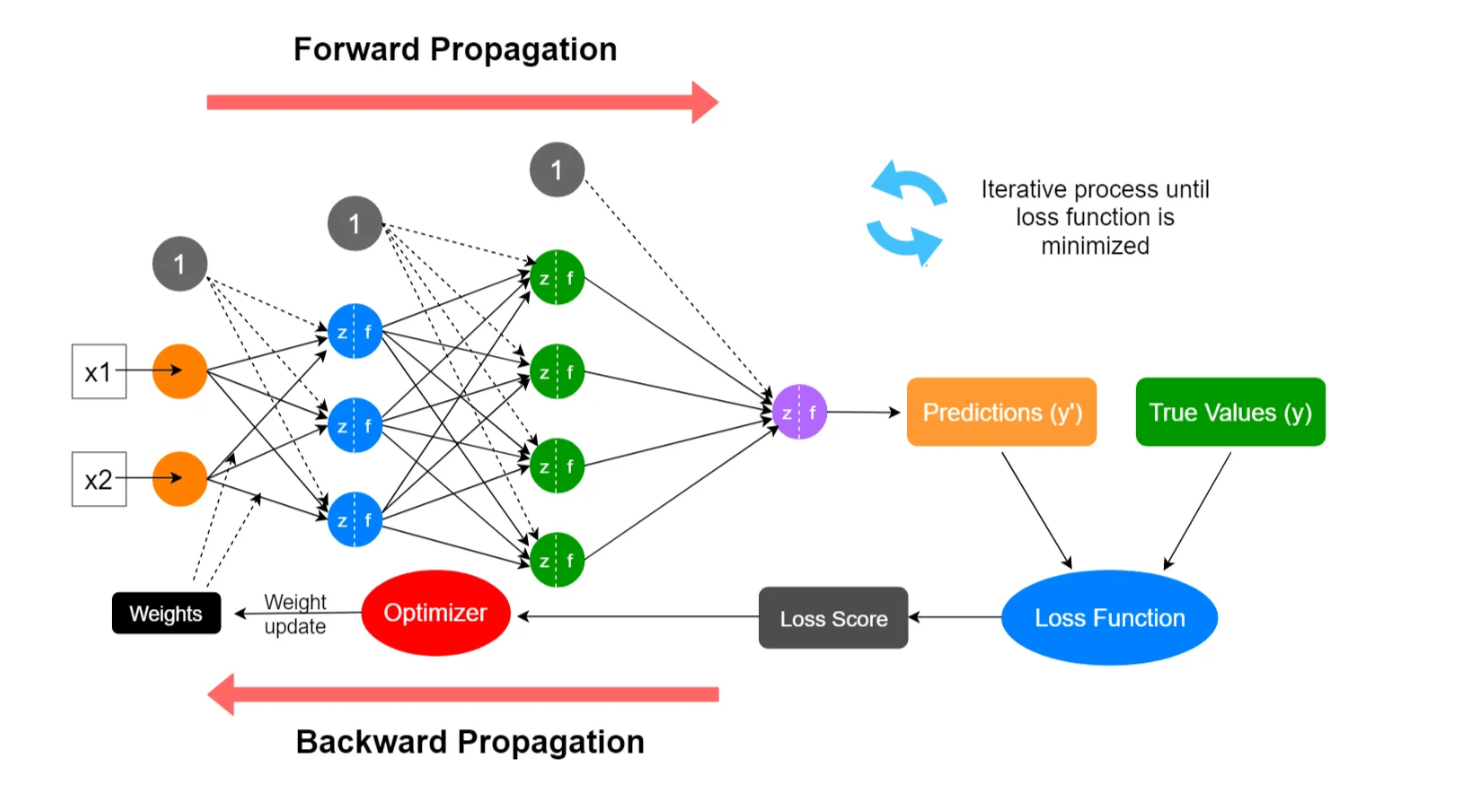 Forward Propagation
1
1
1
Iterative process until
loss function is
minimized
z f
z f
x1
z f
z f
z f
Predictions (y')
True Values (y)
z f
x2
z f
z f
Weights
Weight
update
Optimizer
Loss Score
Loss Function
Backward Propagation